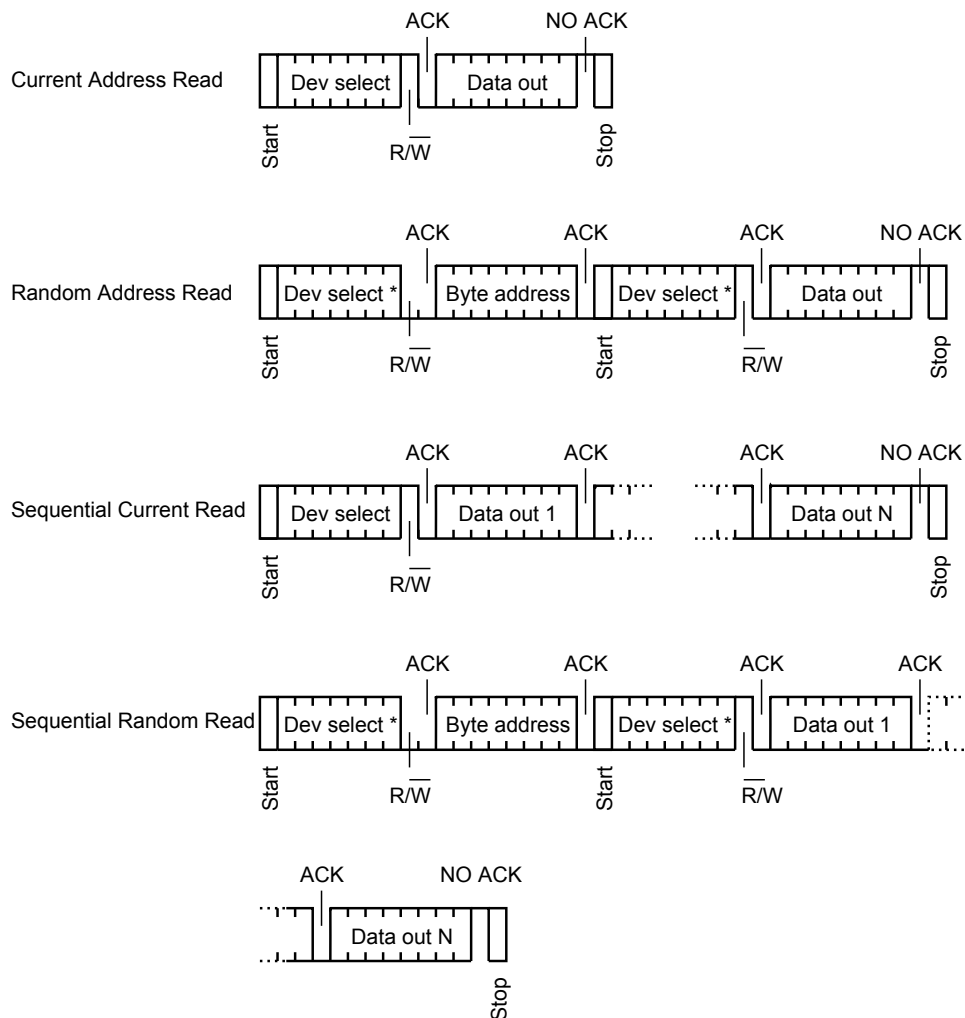 ACK NO ACK
Current Address Read Dev select Data out
Start R/W̅ Stop
ACK ACK ACK NO ACK
Random Address Read Dev select * Byte address Dev select * Data out
Start R/W̅ Start R̅/W Stop
ACK ACK ACK NO ACK
Sequential Current Read Dev select Data out 1 Data out N
Start R/W̅ Stop
ACK ACK ACK ACK
Sequential Random Read Dev select * Byte address Dev select * Data out 1
Start R/W̅ Start R̅/W
ACK NO ACK
Data out N
Stop